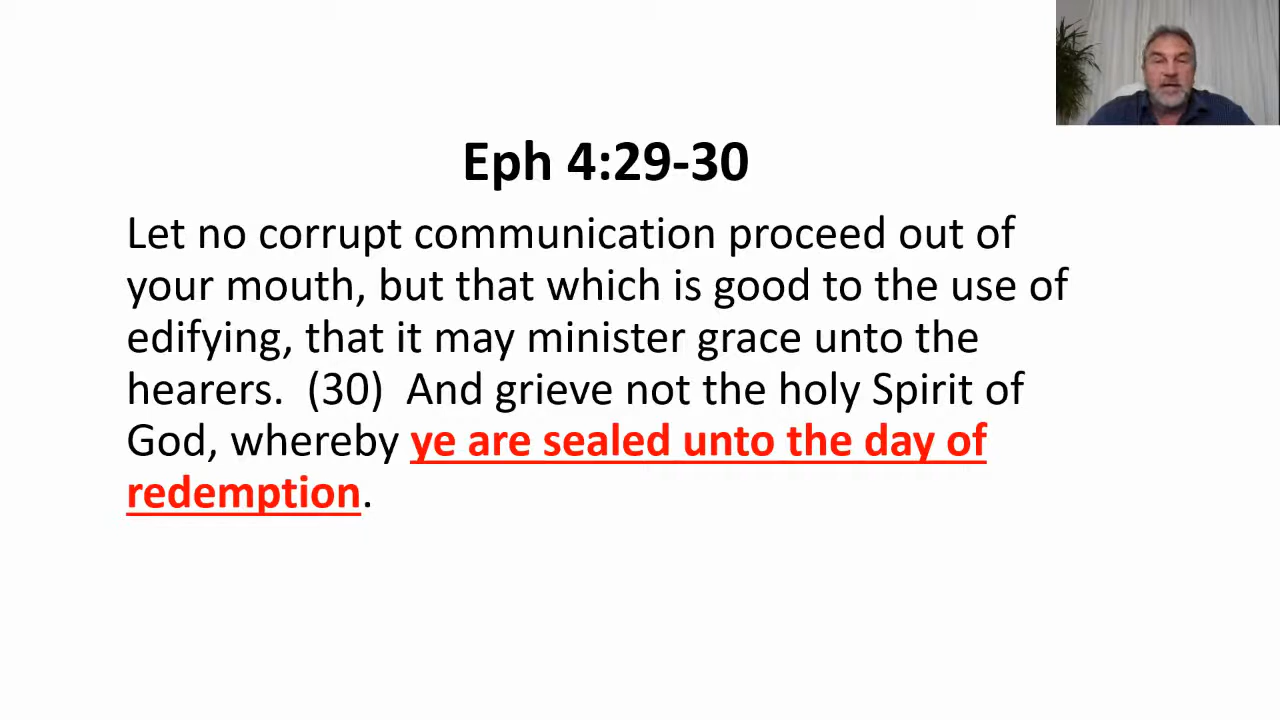 Eph 4:29-30
Let no corrupt communication proceed out of
your mouth, but that which is good to the use of
edifying, that it may minister grace unto the
hearers.  (30)  And grieve not the holy Spirit of
God, whereby ye are sealed unto the day of
redemption.